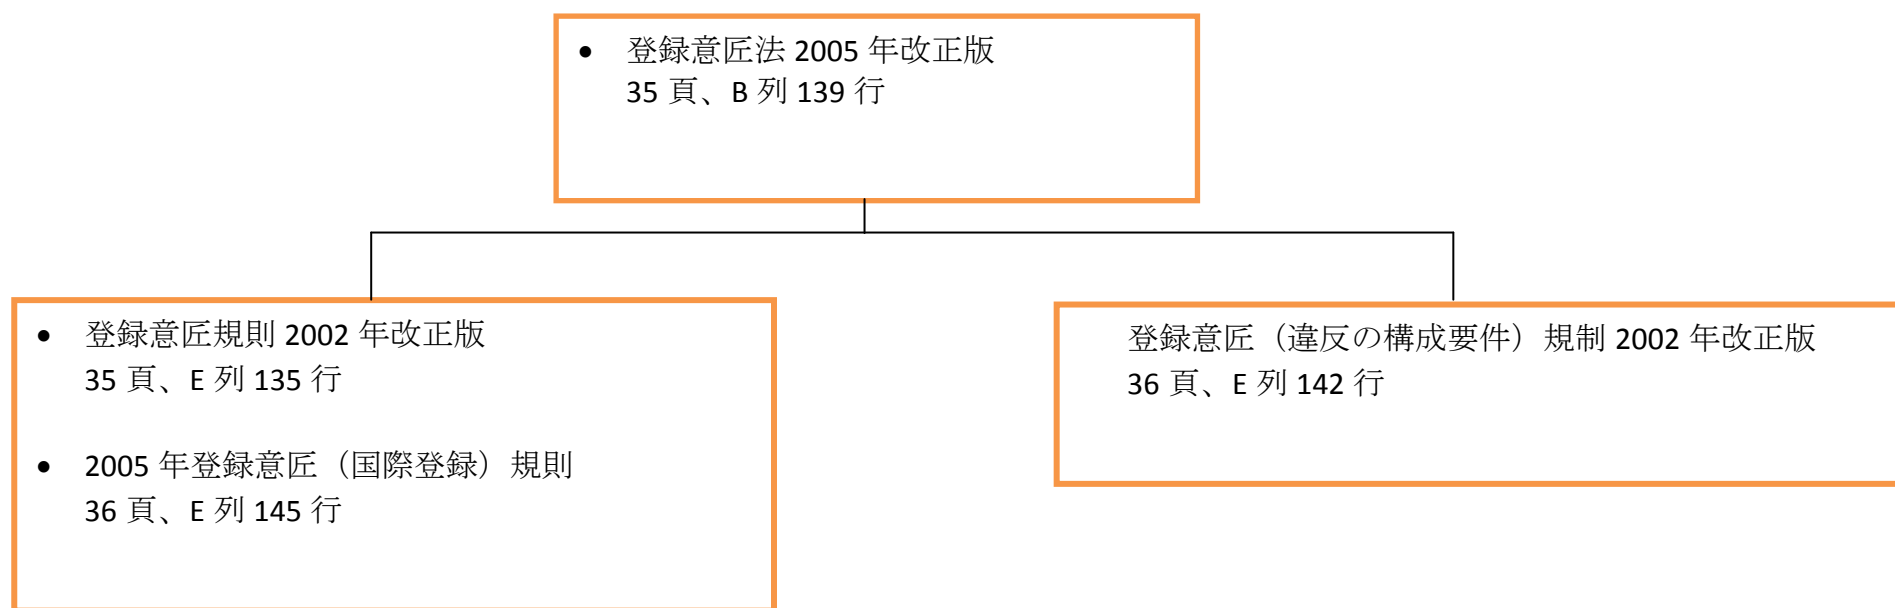 • 登録意匠法 2005 年改正版
35 頁、B 列 139 行
• 登録意匠規則 2002 年改正版
35 頁、E 列 135 行
• 2005 年登録意匠（国際登録）規則
36 頁、E 列 145 行
登録意匠（違反の構成要件）規制 2002 年改正版
36 頁、E 列 142 行